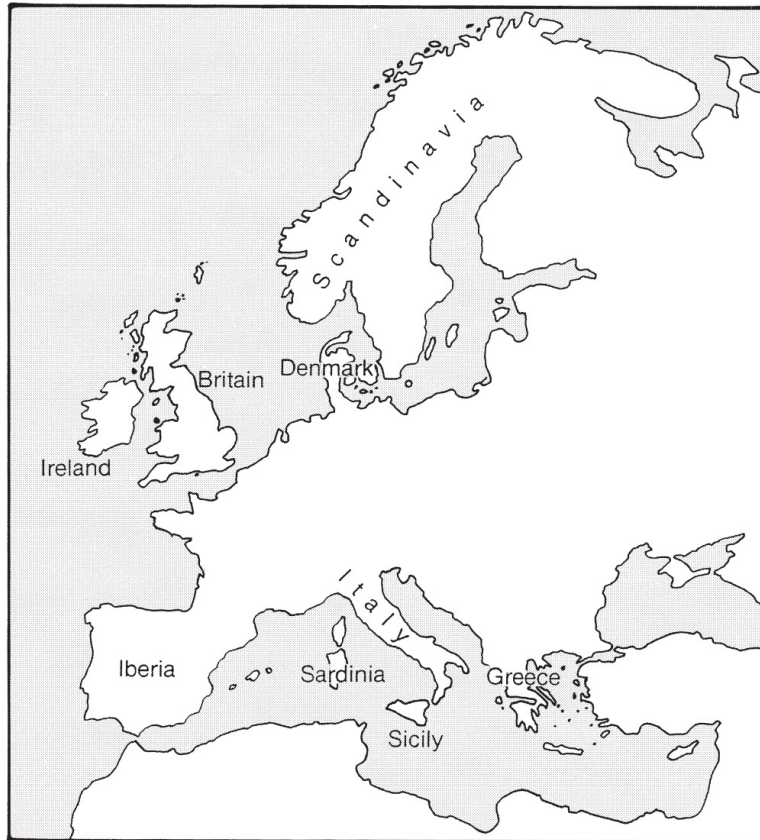 Scandinavia
Denmark
Britain
Ireland
Italy
Iberia
Sardinia
Greece
Sicily